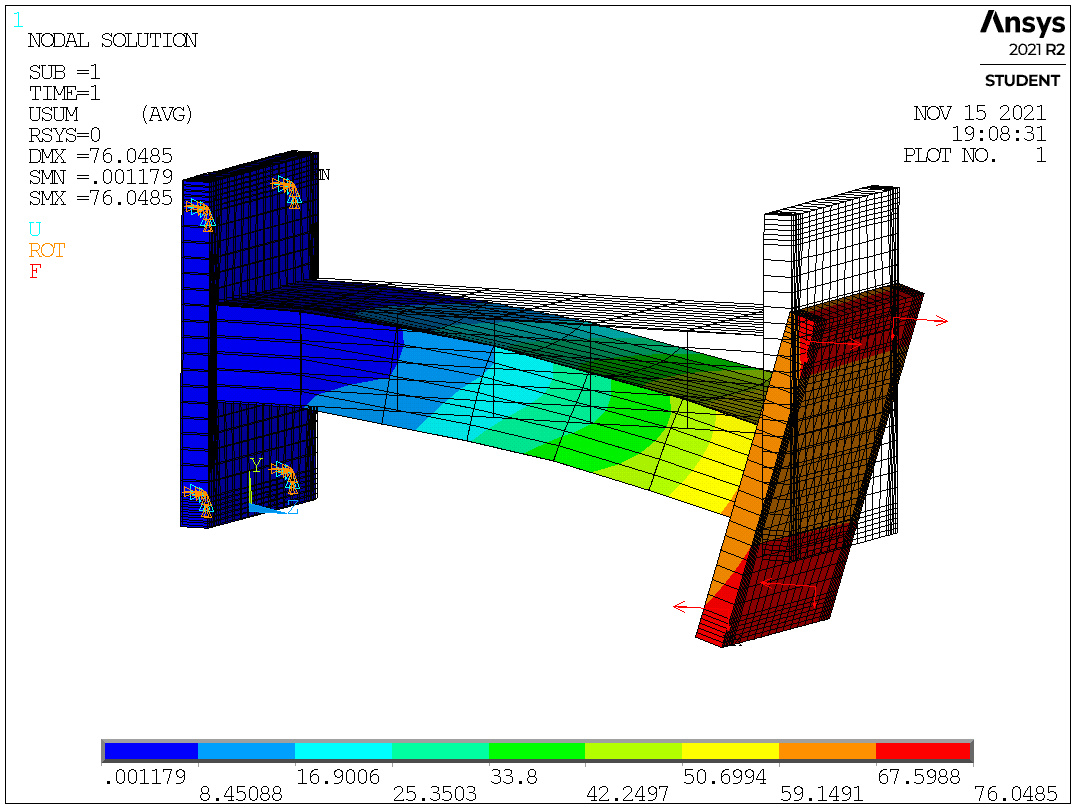 1
NODAL SOLUTION
SUB =1
TIME=1
USUM (AVG)
RSYS=0
DMX =76.0485
SMN =.001179
SMX =76.0485
U
ROT
F
Ansys
2021 R2
STUDENT
NOV 15 2021
19:08:31
PLOT NO. 1
Y
Z
.001179
8.45088
16.9006
25.3503
33.8
42.2497
50.6994
59.1491
67.5988
76.0485